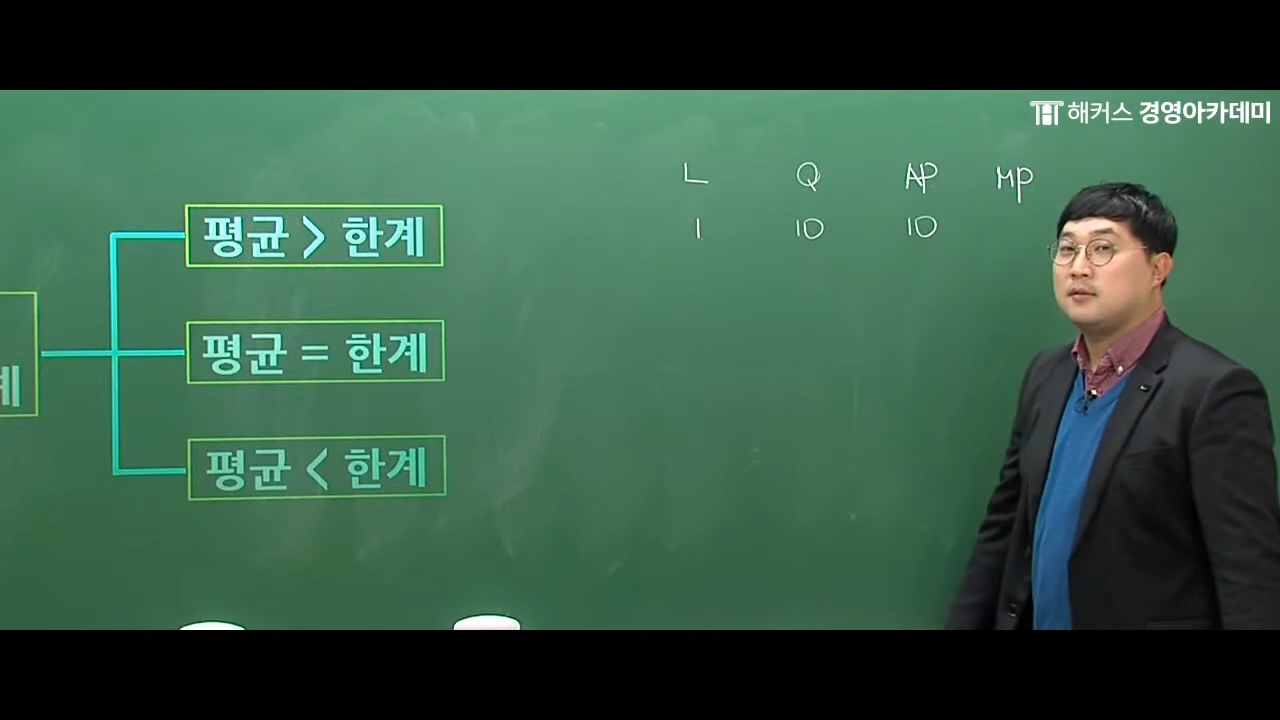 해커스 경영아카데미
계
평균 > 한계
평균 = 한계
평균 < 한계
L Q AP MP
1 10 10